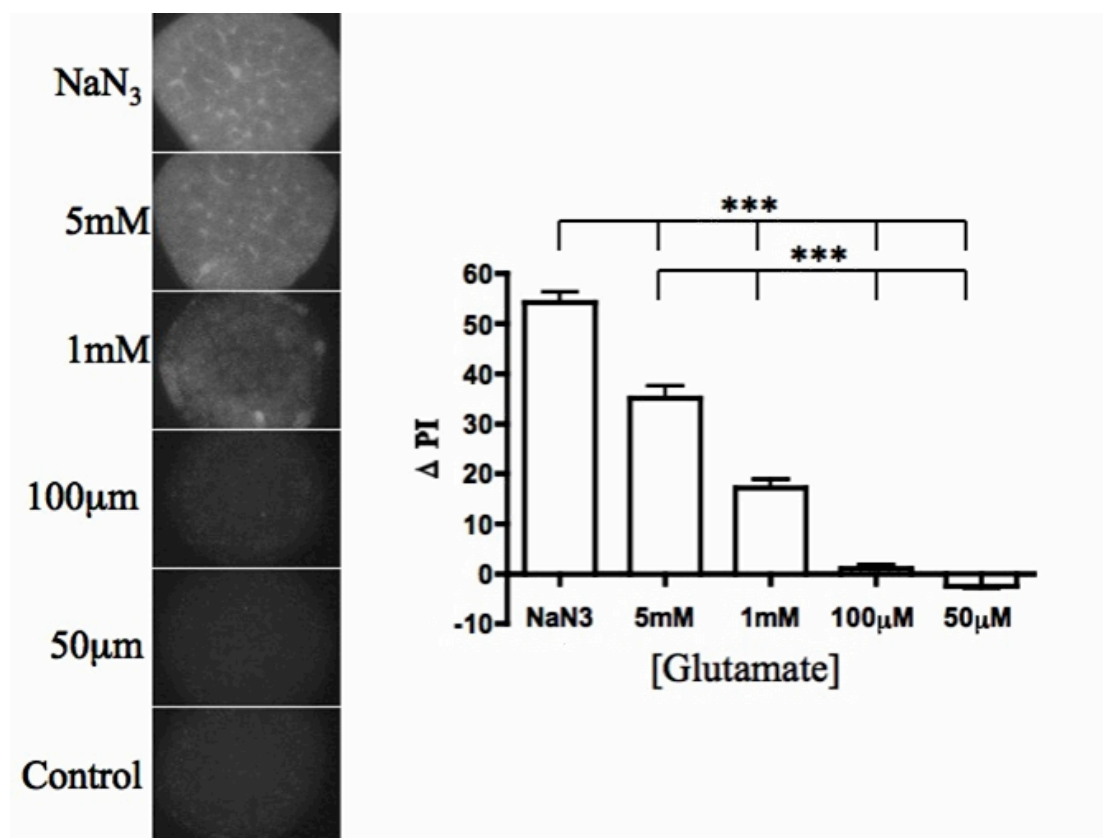 NaN₃
5mM
1mM
100μm
50μm
Control
***
***
60
50
40
30
20
10
0
-10
Δ PI
NaN3 5mM 1mM 100μM 50μM
[Glutamate]